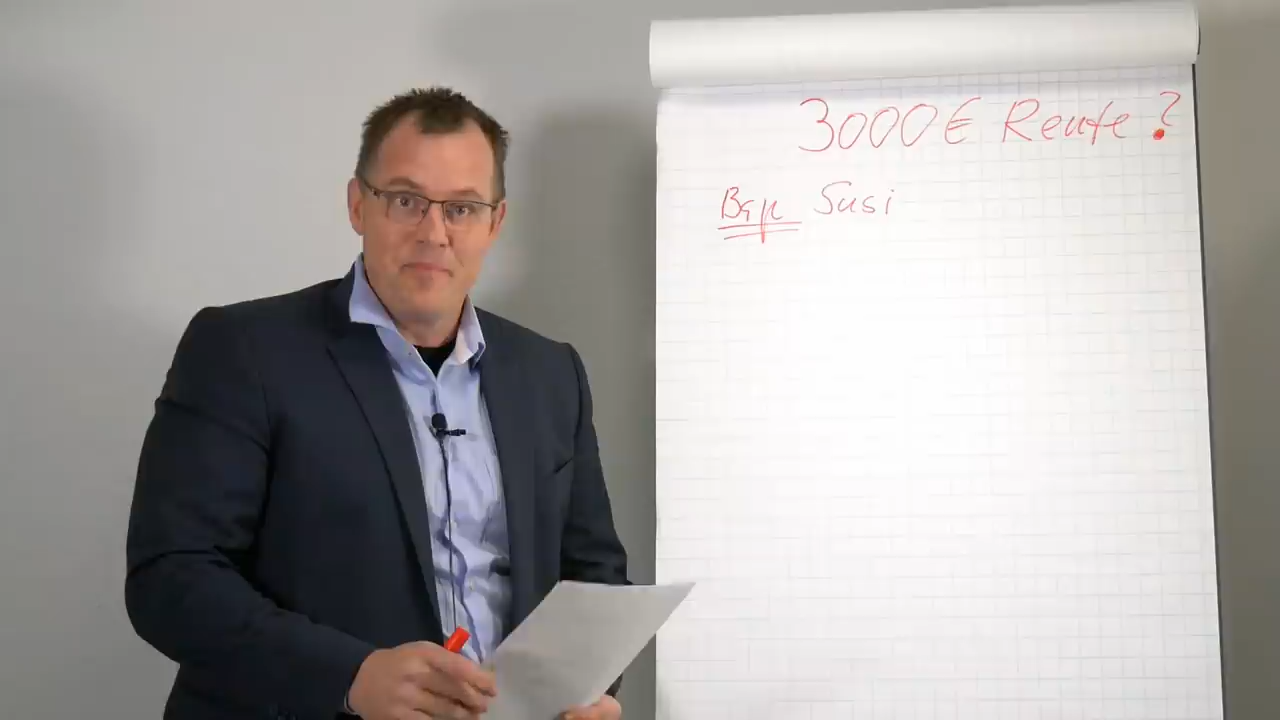 3000€ Rente?
Bsp Susi